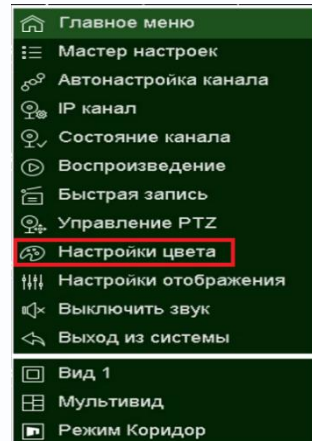 Главное меню
Мастер настроек
Автонастройка канала
IP канал
Состояние канала
Воспроизведение
Быстрая запись
Управление PTZ
Настройки цвета
Настройки отображения
Выключить звук
Выход из системы
Вид 1
Мультивид
Режим Коридор